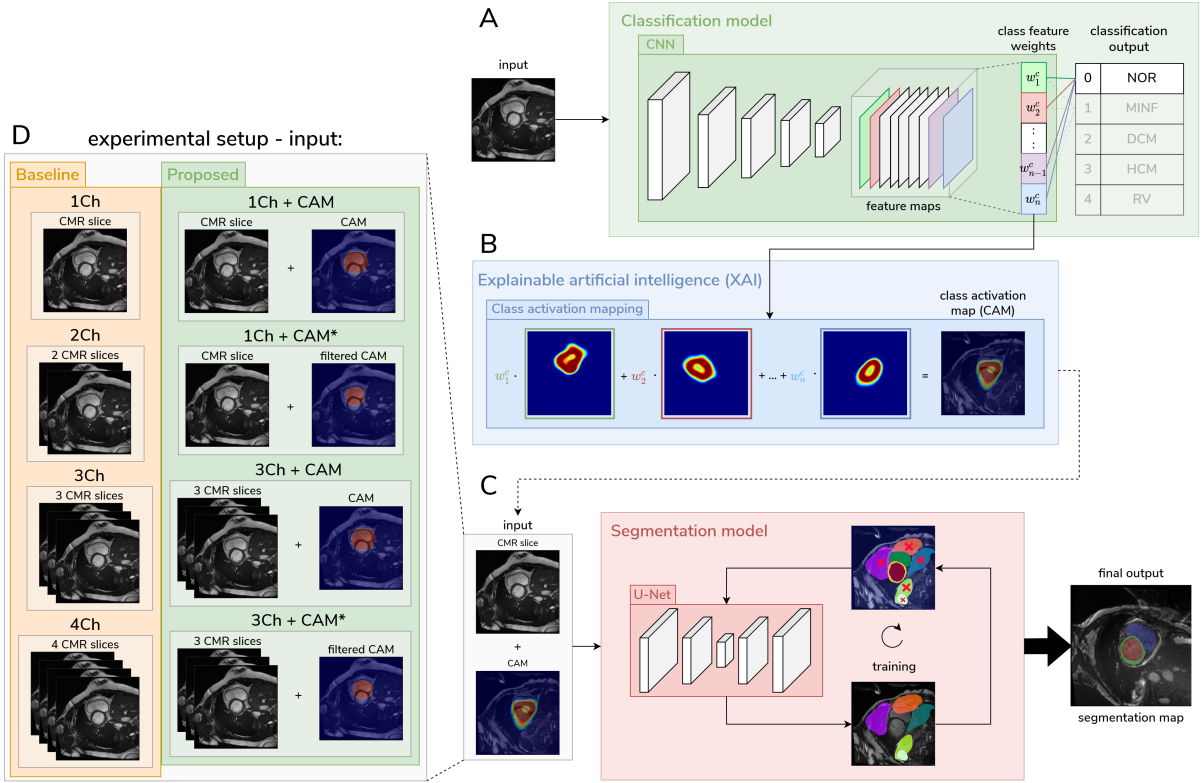 A
Classification model
CNN
input
feature maps
class feature
weights
w₁ᶜ
w₂ᶜ
⋮
wₙ₋₁ᶜ
wₙᶜ
classification
output
0 NOR
1 MINF
2 DCM
3 HCM
4 RV
B
Explainable artificial intelligence (XAI)
Class activation mapping
class activation
map (CAM)
w₁ᶜ · + w₂ᶜ · + ... + wₙᶜ · =
C
input
CMR slice
+
CAM
Segmentation model
U-Net
training
final output
segmentation map
D
experimental setup - input:
Baseline
1Ch
CMR slice
2Ch
2 CMR slices
3Ch
3 CMR slices
4Ch
4 CMR slices
Proposed
1Ch + CAM
CMR slice + CAM
1Ch + CAM*
CMR slice + filtered CAM
3Ch + CAM
3 CMR slices + CAM
3Ch + CAM*
3 CMR slices + filtered CAM